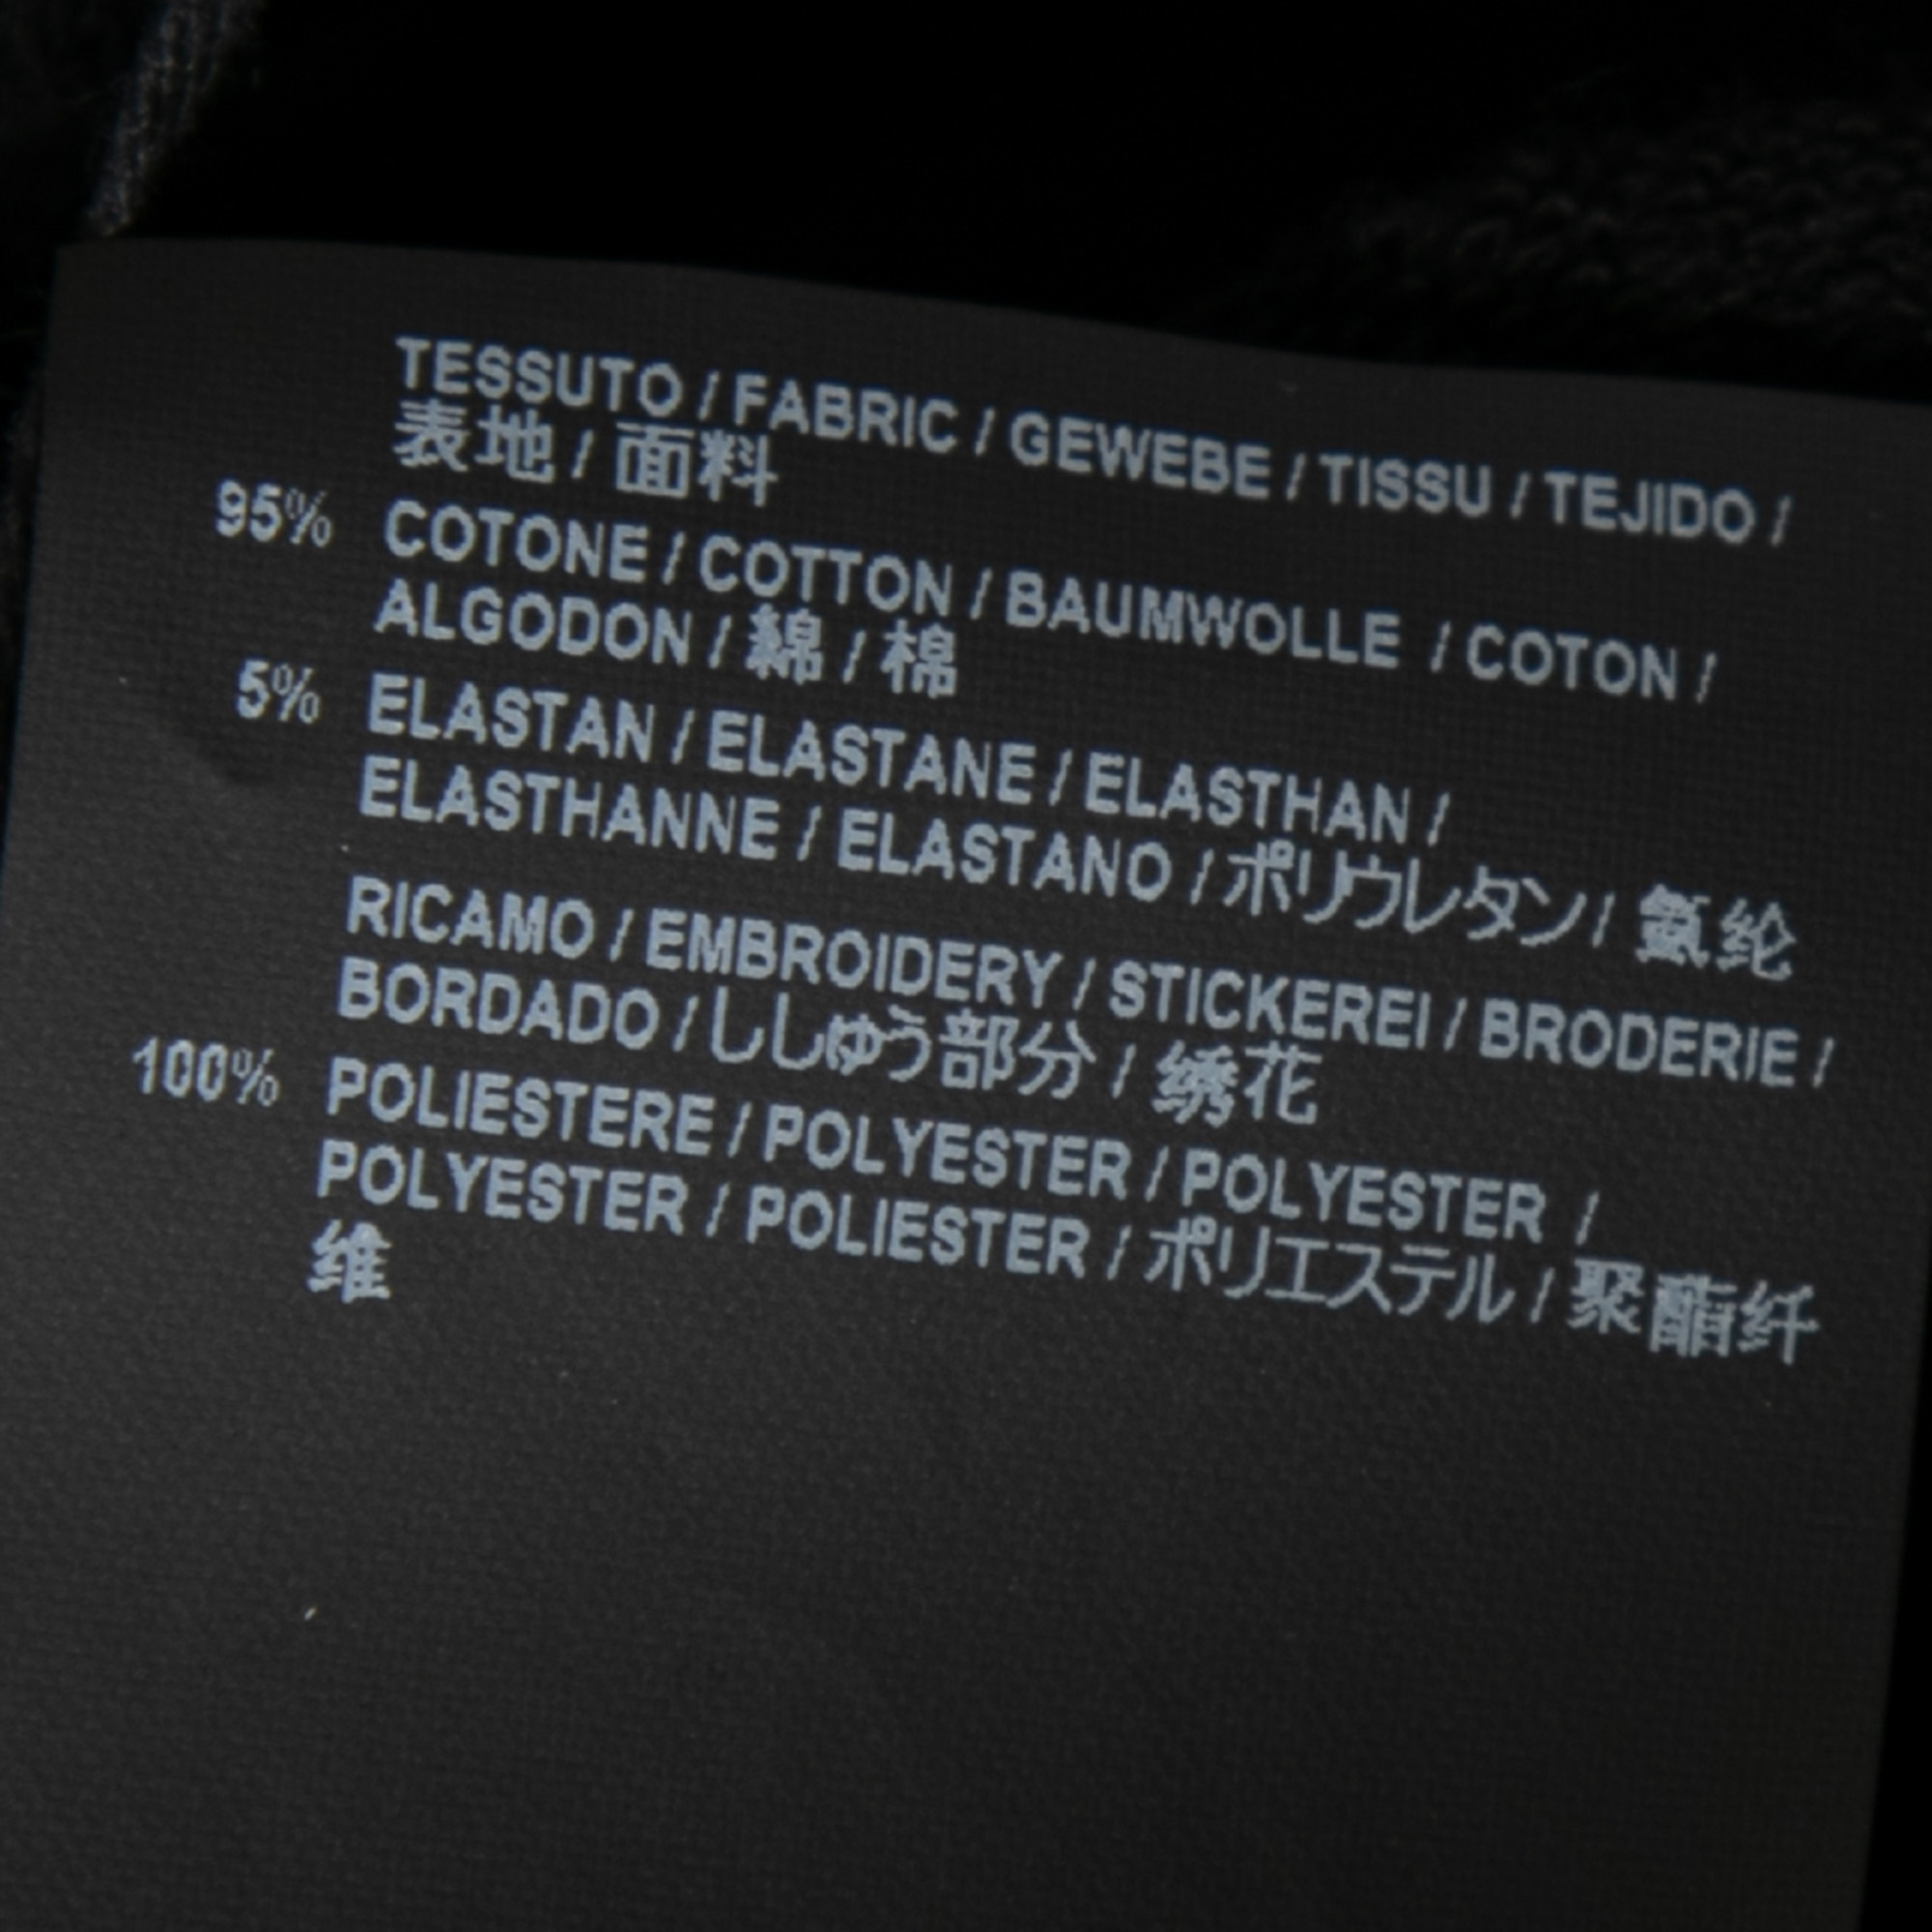 TESSUTO / FABRIC / GEWEBE / TISSU / TEJIDO /
表地 / 面料
95% COTONE / COTTON / BAUMWOLLE / COTON /
ALGODON / 綿 / 棉
5% ELASTAN / ELASTANE / ELASTHAN /
ELASTHANNE / ELASTANO / ポリウレタン / 氨纶
RICAMO / EMBROIDERY / STICKEREI / BRODERIE /
BORDADO / ししゅう部分 / 绣花
100% POLIESTERE / POLYESTER / POLYESTER /
POLYESTER / POLIESTER / ポリエステル / 聚酯纤
维